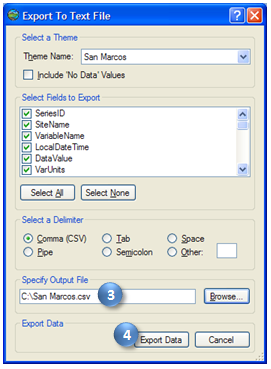 Export To Text File
Select a Theme
Theme Name: San Marcos
Include 'No Data' Values
Select Fields to Export
SeriesID
SiteName
VariableName
LocalDateTime
DataValue
VarUnits
Select All Select None
Select a Delimiter
Comma (CSV) Tab Space
Pipe Semicolon Other:
Specify Output File
C:\San Marcos.csv 3 Browse...
Export Data
4 Export Data Cancel